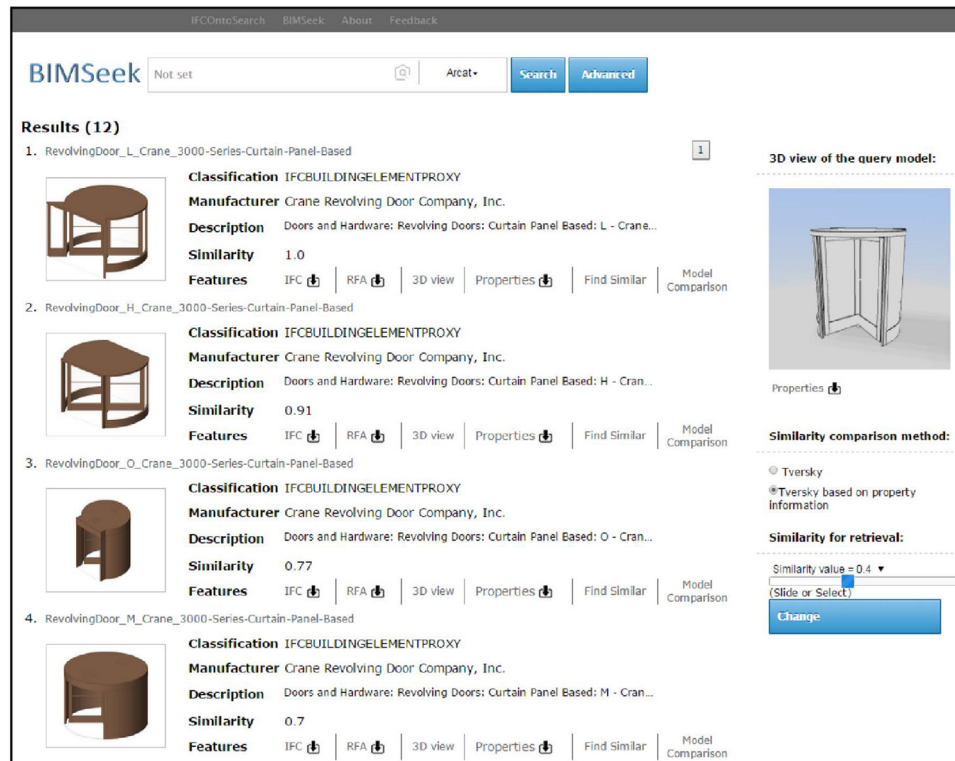 IFCOntoSearch BIMSeek About Feedback
BIMSeek Not set Arcat Search Advanced
Results (12)
1. RevolvingDoor_L_Crane_3000-Series-Curtain-Panel-Based 1
Classification IFCBUILDINGELEMENTPROXY
Manufacturer Crane Revolving Door Company, Inc.
Description Doors and Hardware: Revolving Doors: Curtain Panel Based: L - Crane...
Similarity 1.0
Features IFC RFA 3D view Properties Find Similar Model Comparison
2. RevolvingDoor_H_Crane_3000-Series-Curtain-Panel-Based
Classification IFCBUILDINGELEMENTPROXY
Manufacturer Crane Revolving Door Company, Inc.
Description Doors and Hardware: Revolving Doors: Curtain Panel Based: H - Cran...
Similarity 0.91
Features IFC RFA 3D view Properties Find Similar Model Comparison
3. RevolvingDoor_O_Crane_3000-Series-Curtain-Panel-Based
Classification IFCBUILDINGELEMENTPROXY
Manufacturer Crane Revolving Door Company, Inc.
Description Doors and Hardware: Revolving Doors: Curtain Panel Based: O - Cran...
Similarity 0.77
Features IFC RFA 3D view Properties Find Similar Model Comparison
4. RevolvingDoor_M_Crane_3000-Series-Curtain-Panel-Based
Classification IFCBUILDINGELEMENTPROXY
Manufacturer Crane Revolving Door Company, Inc.
Description Doors and Hardware: Revolving Doors: Curtain Panel Based: M - Cran...
Similarity 0.7
Features IFC RFA 3D view Properties Find Similar Model Comparison
3D view of the query model:
Properties
Similarity comparison method:
Tversky
Tversky based on property
information
Similarity for retrieval:
Similarity value = 0.4 ▼
(Slide or Select)
Change